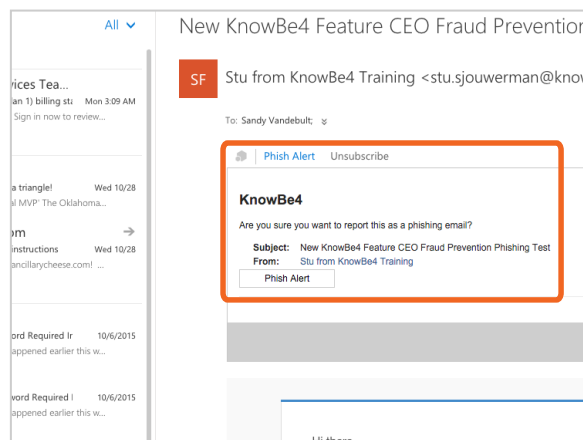 All
New KnowBe4 Feature CEO Fraud Prevention
vices Tea...
lan 1) billing sta Mon 3:09 AM
Sign in now to review...
SF
Stu from KnowBe4 Training <stu.sjouwerman@know
To: Sandy Vandebult;
Phish Alert Unsubscribe
a triangle! Wed 10/28
al MVP' The Oklahoma...
KnowBe4
Are you sure you want to report this as a phishing email?
om
instructions Wed 10/28
ancillarycheese.com! ...
Subject: New KnowBe4 Feature CEO Fraud Prevention Phishing Test
From: Stu from KnowBe4 Training
Phish Alert
ord Required Ir 10/6/2015
appened earlier this w...
word Required I 10/6/2015
appened earlier this w...
Hi there